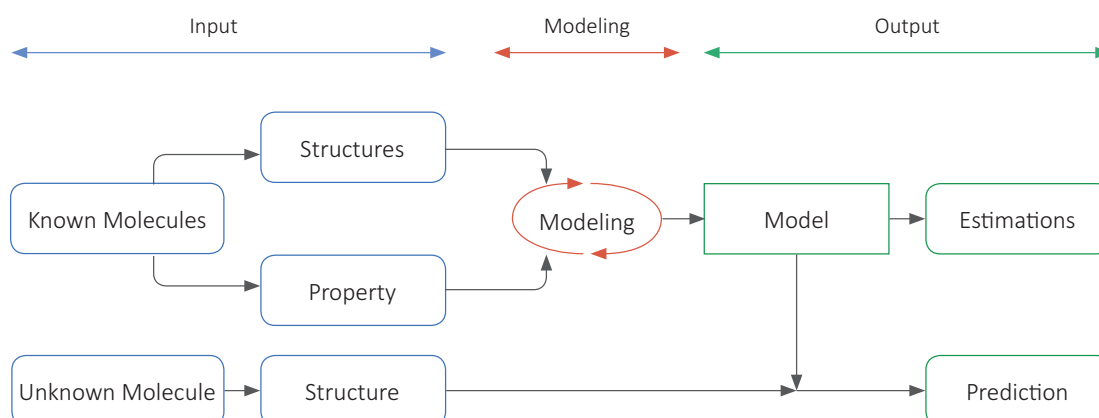 Input
Modeling
Output
Structures
Known Molecules
Modeling
Model
Estimations
Property
Unknown Molecule
Structure
Prediction